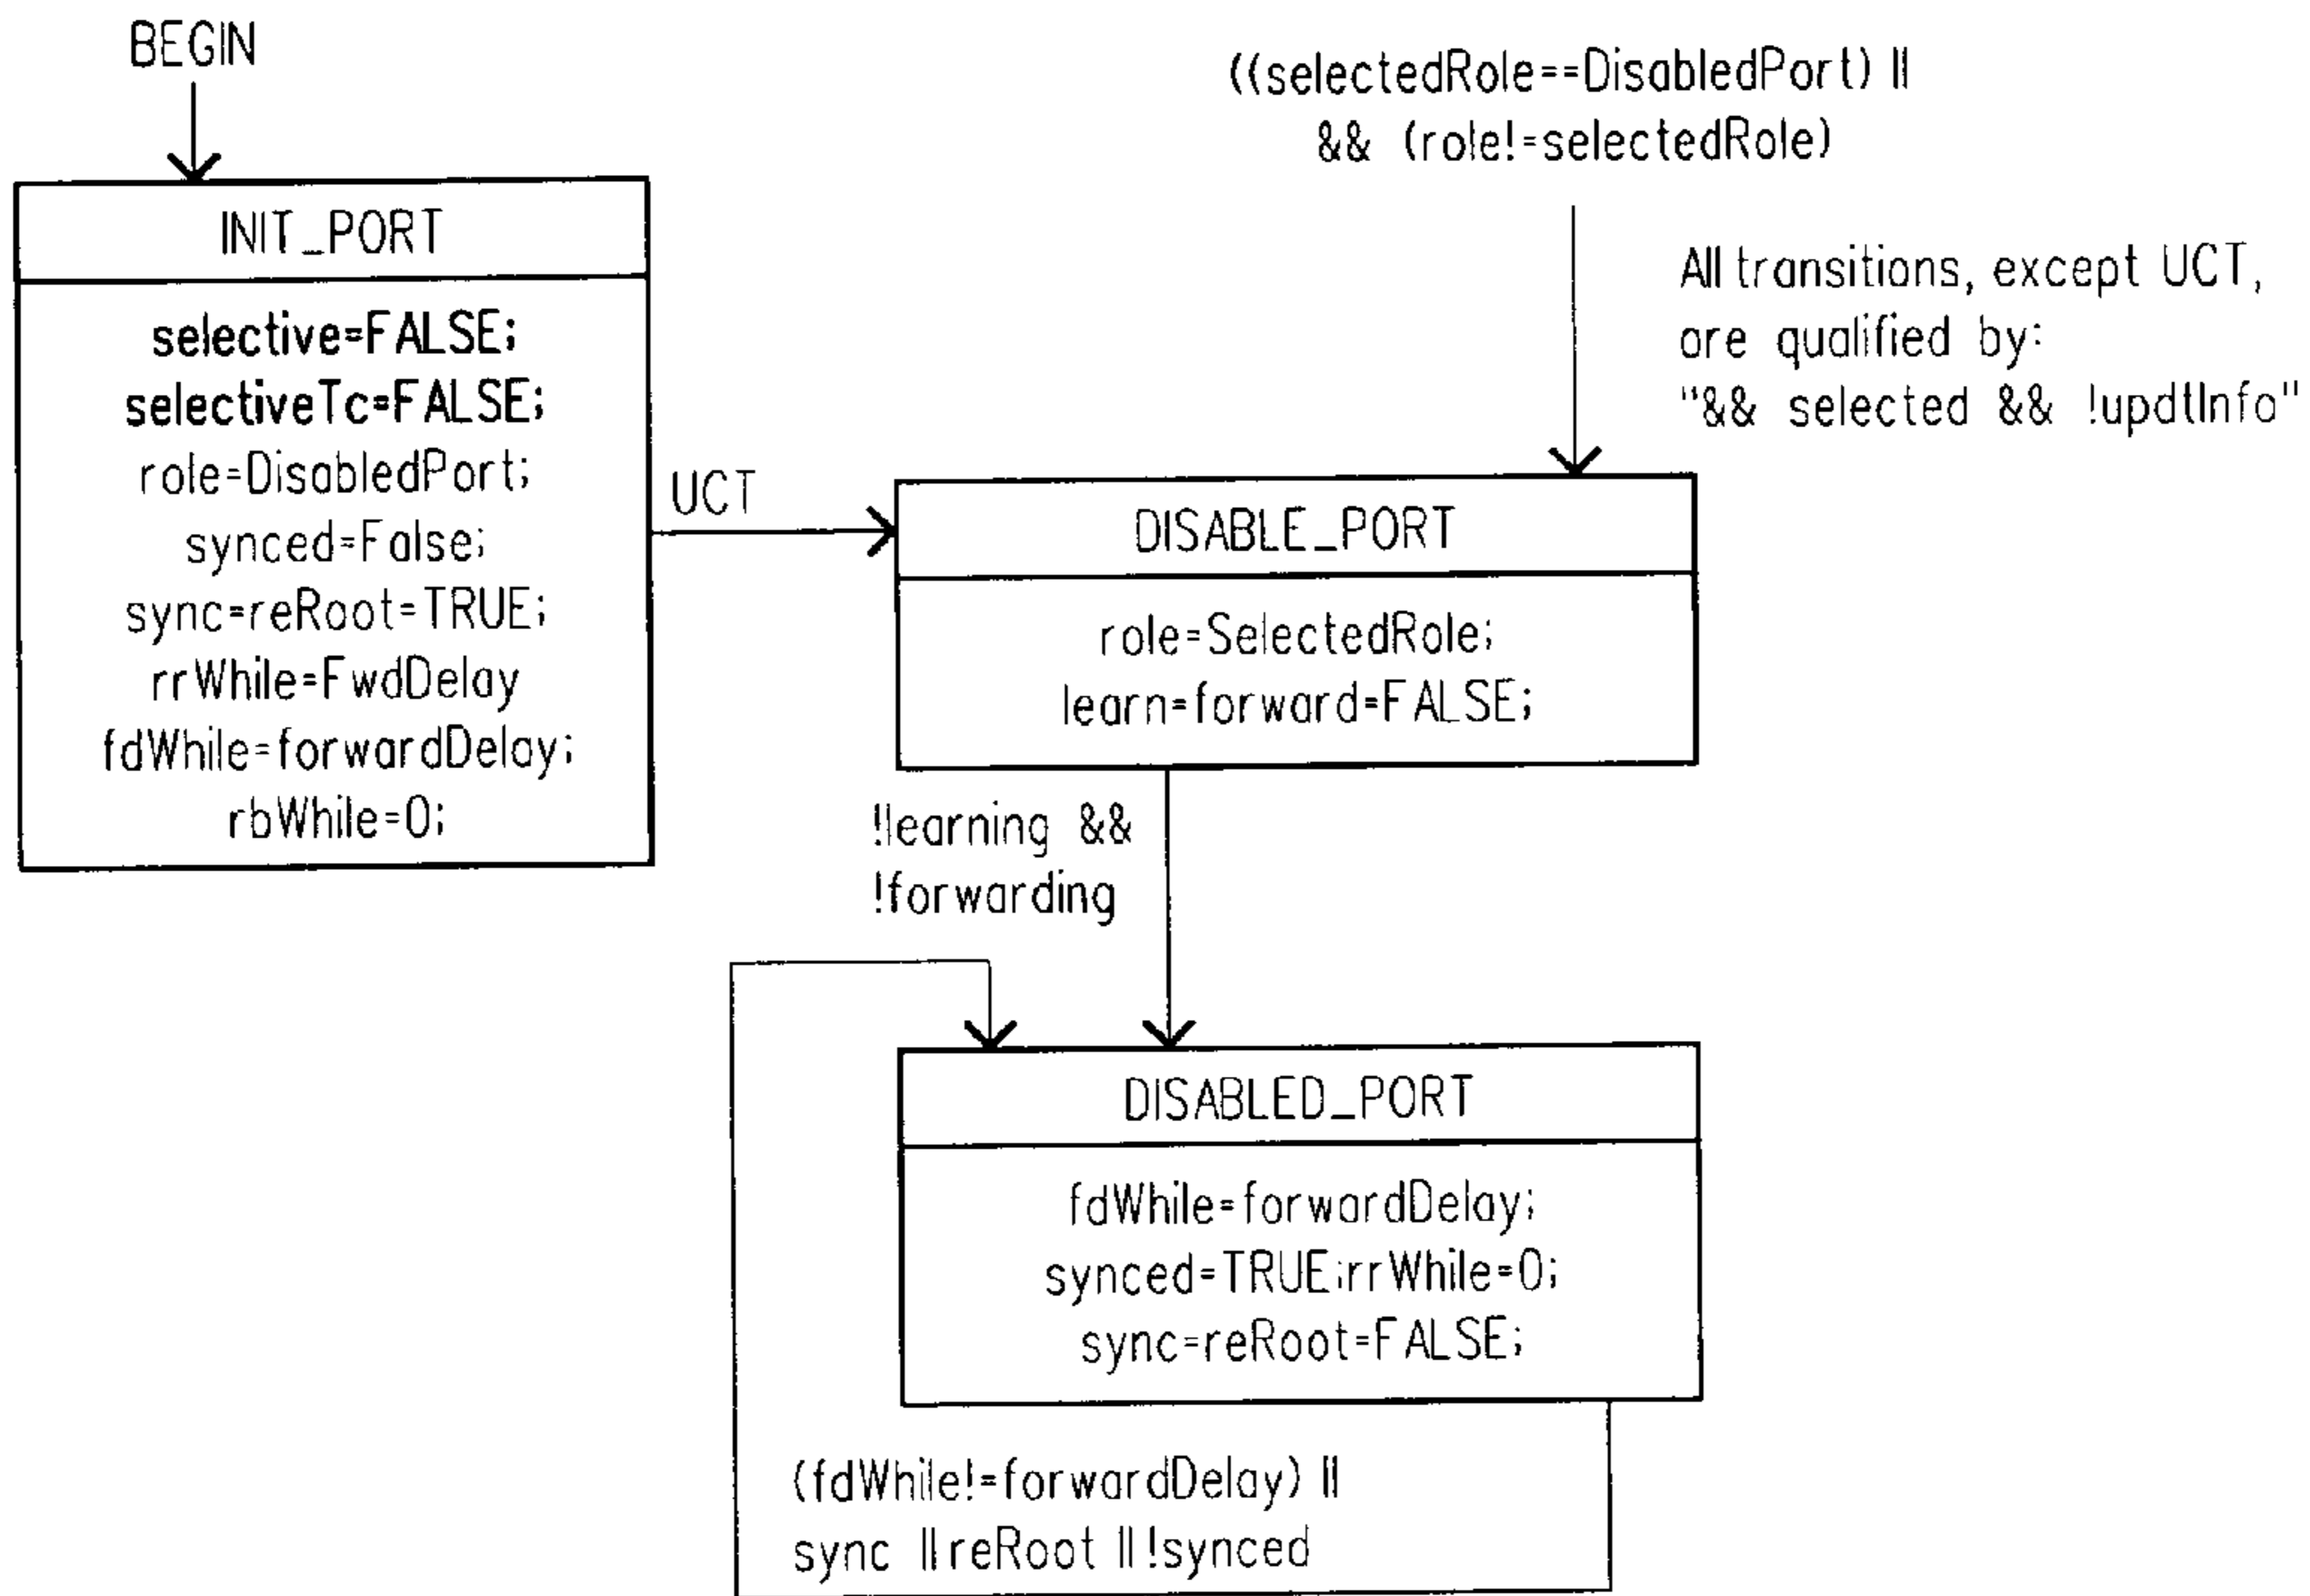 BEGIN
INIT_PORT
selective=FALSE;
selectiveTc=FALSE;
role=DisabledPort;
synced=False;
sync=reRoot=TRUE;
rrWhile=FwdDelay
fdWhile=forwardDelay;
rbWhile=0;
UCT
((selectedRole==DisabledPort) ||
&& (role!=selectedRole)
All transitions, except UCT,
are qualified by:
"&& selected && !updtInfo"
DISABLE_PORT
role=SelectedRole;
learn=forward=FALSE;
!learning &&
!forwarding
DISABLED_PORT
fdWhile=forwardDelay;
synced=TRUE;rrWhile=0;
sync=reRoot=FALSE;
(fdWhile!=forwardDelay) ||
sync || reRoot || !synced